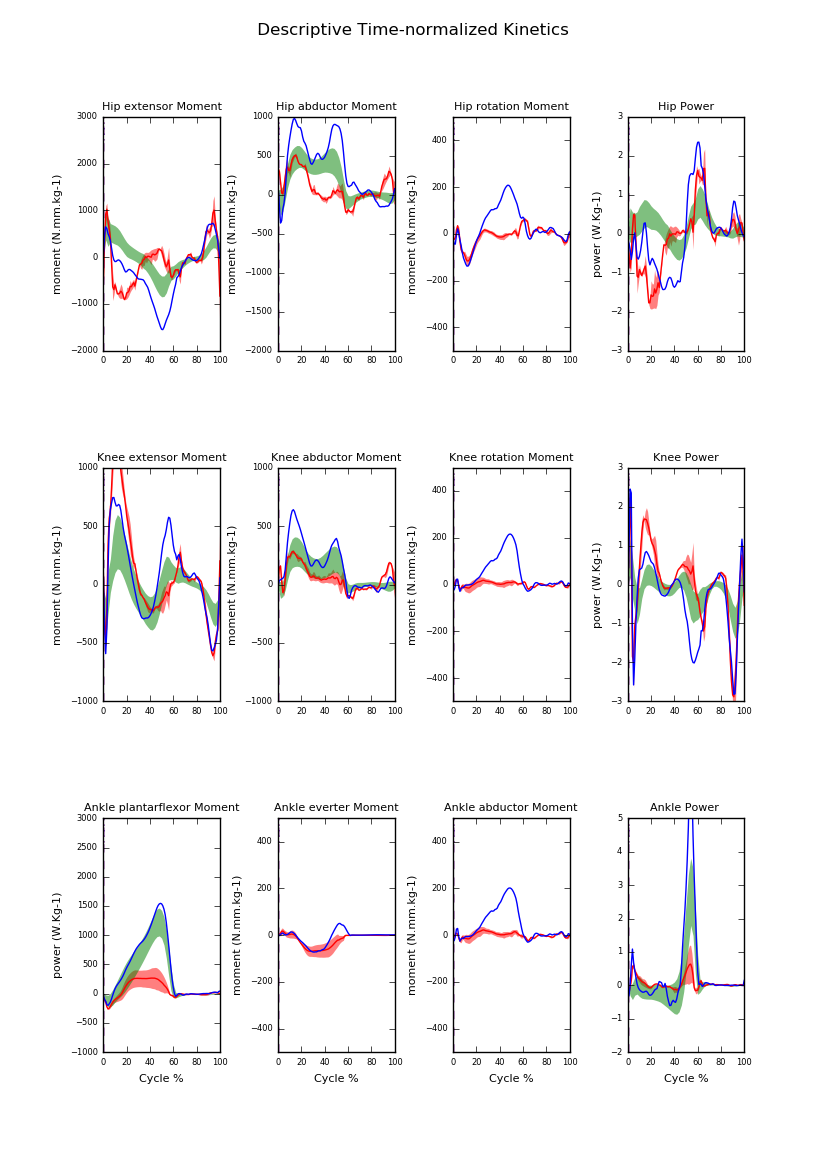 Descriptive Time-normalized Kinetics
Hip extensor Moment
Hip abductor Moment
Hip rotation Moment
Hip Power
moment (N.mm.kg-1)
3000
2000
1000
0
−1000
−2000
0 20 40 60 80 100
moment (N.mm.kg-1)
1000
500
0
−500
−1000
−1500
−2000
0 20 40 60 80 100
moment (N.mm.kg-1)
400
200
0
−200
−400
0 20 40 60 80 100
power (W.Kg-1)
3
2
1
0
−1
−2
−3
0 20 40 60 80 100
Knee extensor Moment
Knee abductor Moment
Knee rotation Moment
Knee Power
moment (N.mm.kg-1)
1000
500
0
−500
−1000
0 20 40 60 80 100
moment (N.mm.kg-1)
1000
500
0
−500
−1000
0 20 40 60 80 100
moment (N.mm.kg-1)
400
200
0
−200
−400
0 20 40 60 80 100
power (W.Kg-1)
3
2
1
0
−1
−2
−3
0 20 40 60 80 100
Ankle plantarflexor Moment
Ankle everter Moment
Ankle abductor Moment
Ankle Power
power (W.Kg-1)
3000
2500
2000
1500
1000
500
0
−500
−1000
0 20 40 60 80 100
Cycle %
moment (N.mm.kg-1)
400
200
0
−200
−400
0 20 40 60 80 100
Cycle %
moment (N.mm.kg-1)
400
200
0
−200
−400
0 20 40 60 80 100
Cycle %
5
4
3
2
1
0
−1
−2
0 20 40 60 80 100
Cycle %